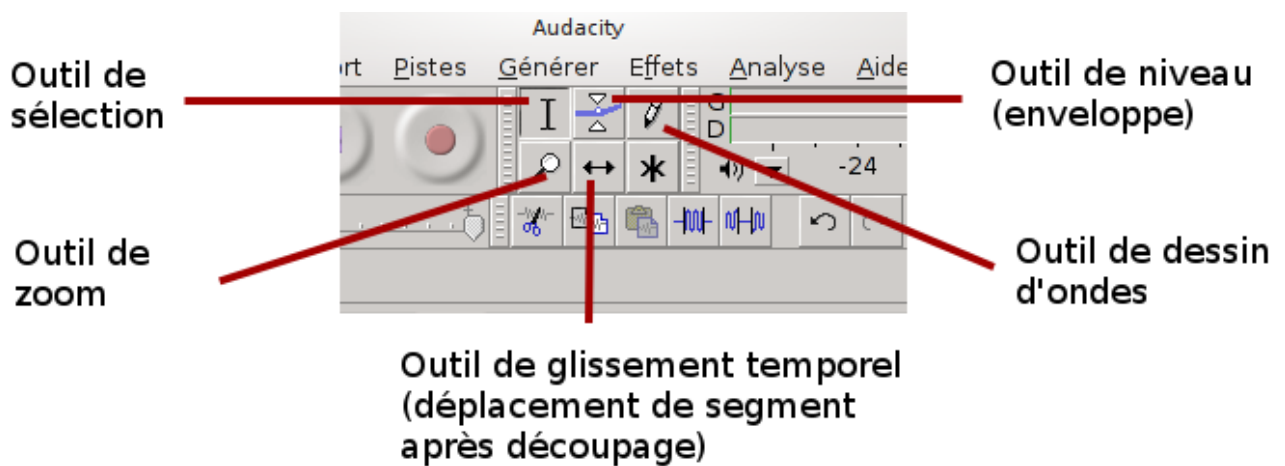 Audacity
ort Pistes Générer Effets Analyse Aide
Outil de
sélection
Outil de niveau
(enveloppe)
G
D
-24
Outil de
zoom
Outil de dessin
d'ondes
Outil de glissement temporel
(déplacement de segment
après découpage)